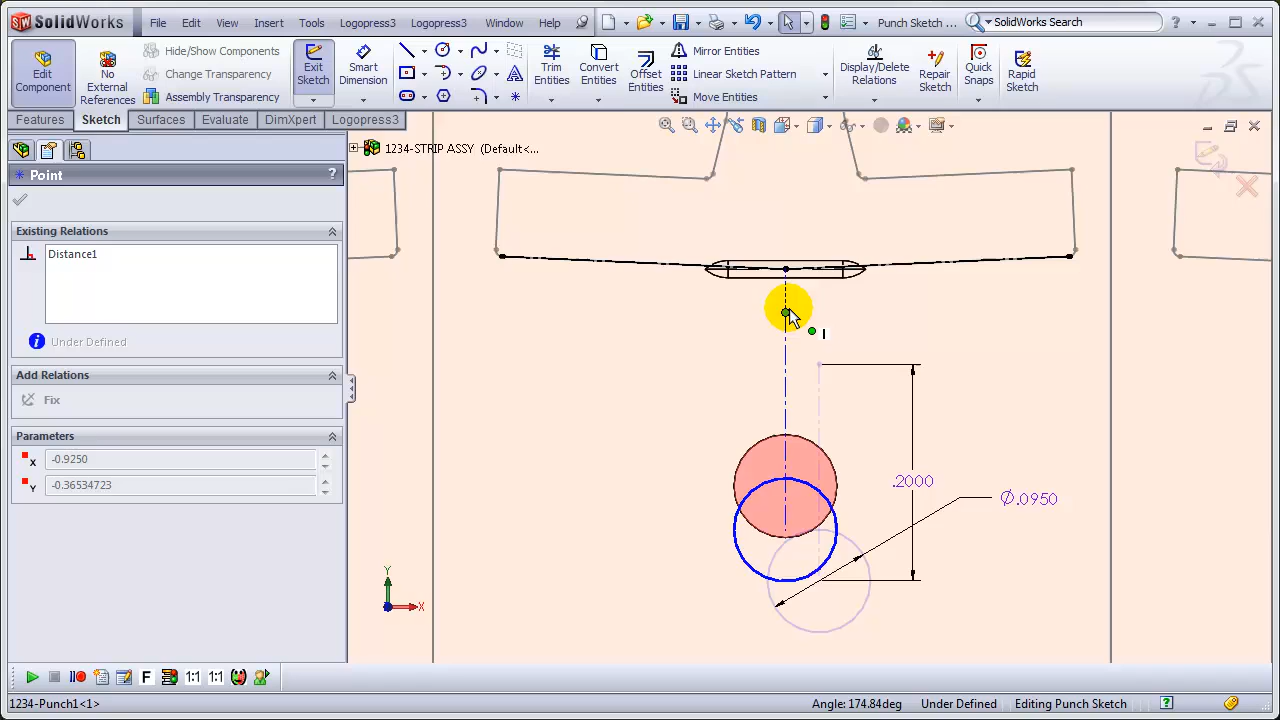 SolidWorks File Edit View Insert Tools Logopress3 Logopress3 Window Help Punch Sketch ... SolidWorks Search ?
Edit Component
No External References
Hide/Show Components
Change Transparency
Assembly Transparency
Exit Sketch
Smart Dimension
Trim Entities
Convert Entities
Offset Entities
Mirror Entities
Linear Sketch Pattern
Move Entities
Display/Delete Relations
Repair Sketch
Quick Snaps
Rapid Sketch
Features Sketch Surfaces Evaluate DimXpert Logopress3
1234-STRIP ASSY (Default<...
Point ?
Existing Relations
Distance1
Under Defined
Add Relations
Fix
Parameters
X -0.9250
Y -0.36534723
.2000
Ø.0950
Y
X
F 1:1 1:1
1234-Punch1<1> Angle: 174.84deg Under Defined Editing Punch Sketch ?